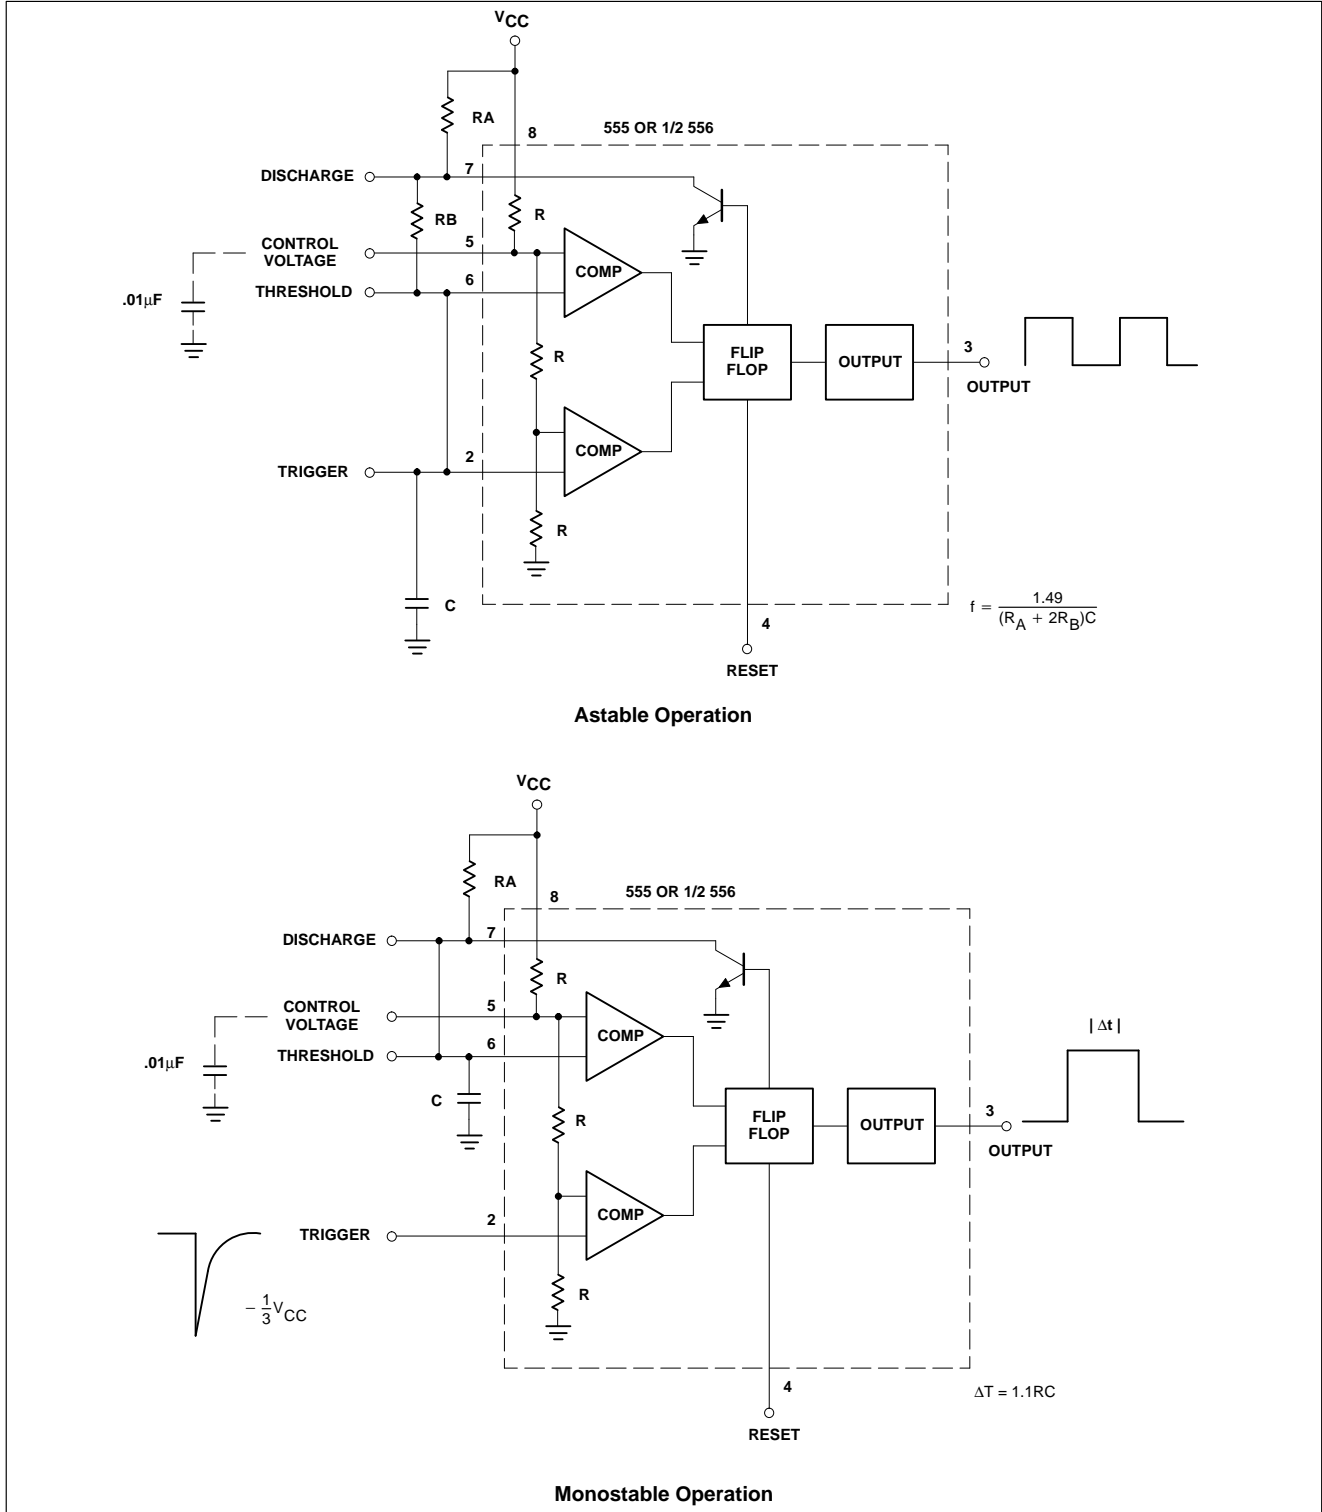 VCC
RA
8
555 OR 1/2 556
DISCHARGE
7
RB
R
CONTROL
VOLTAGE
5
COMP
.01µF
THRESHOLD
6
FLIP
FLOP
OUTPUT
3
OUTPUT
R
TRIGGER
2
COMP
R
C
f = 1.49 / (RA + 2RB)C
4
RESET
Astable Operation
VCC
RA
8
555 OR 1/2 556
DISCHARGE
7
R
CONTROL
VOLTAGE
5
COMP
| Δt |
.01µF
THRESHOLD
6
C
FLIP
FLOP
OUTPUT
3
OUTPUT
R
TRIGGER
2
COMP
− 1/3 VCC
R
4
ΔT = 1.1RC
RESET
Monostable Operation